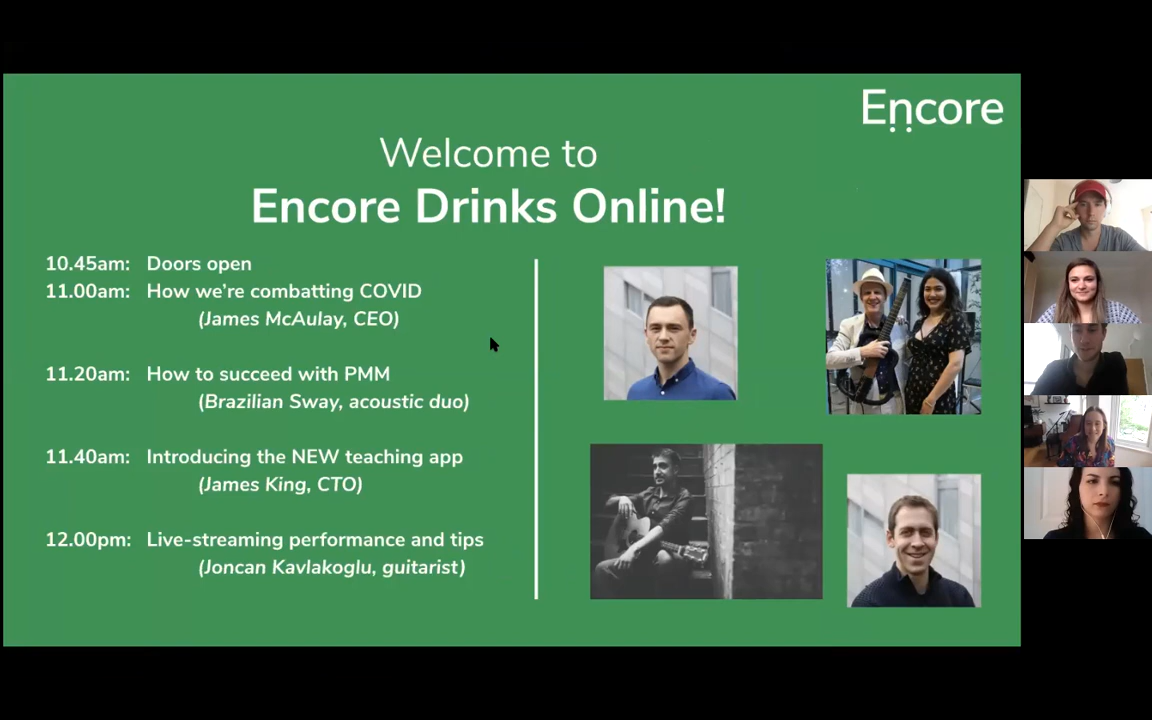 Encore
Welcome to
Encore Drinks Online!
10.45am: Doors open
11.00am: How we're combatting COVID
(James McAulay, CEO)
11.20am: How to succeed with PMM
(Brazilian Sway, acoustic duo)
11.40am: Introducing the NEW teaching app
(James King, CTO)
12.00pm: Live-streaming performance and tips
(Joncan Kavlakoglu, guitarist)